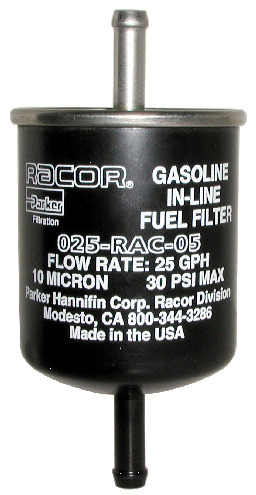 RACOR®
Parker
Filtration
GASOLINE
IN-LINE
FUEL FILTER
025-RAC-05
FLOW RATE: 25 GPH
10 MICRON 30 PSI MAX
Parker Hannifin Corp. Racor Division
Modesto, CA 800-344-3286
Made in the USA